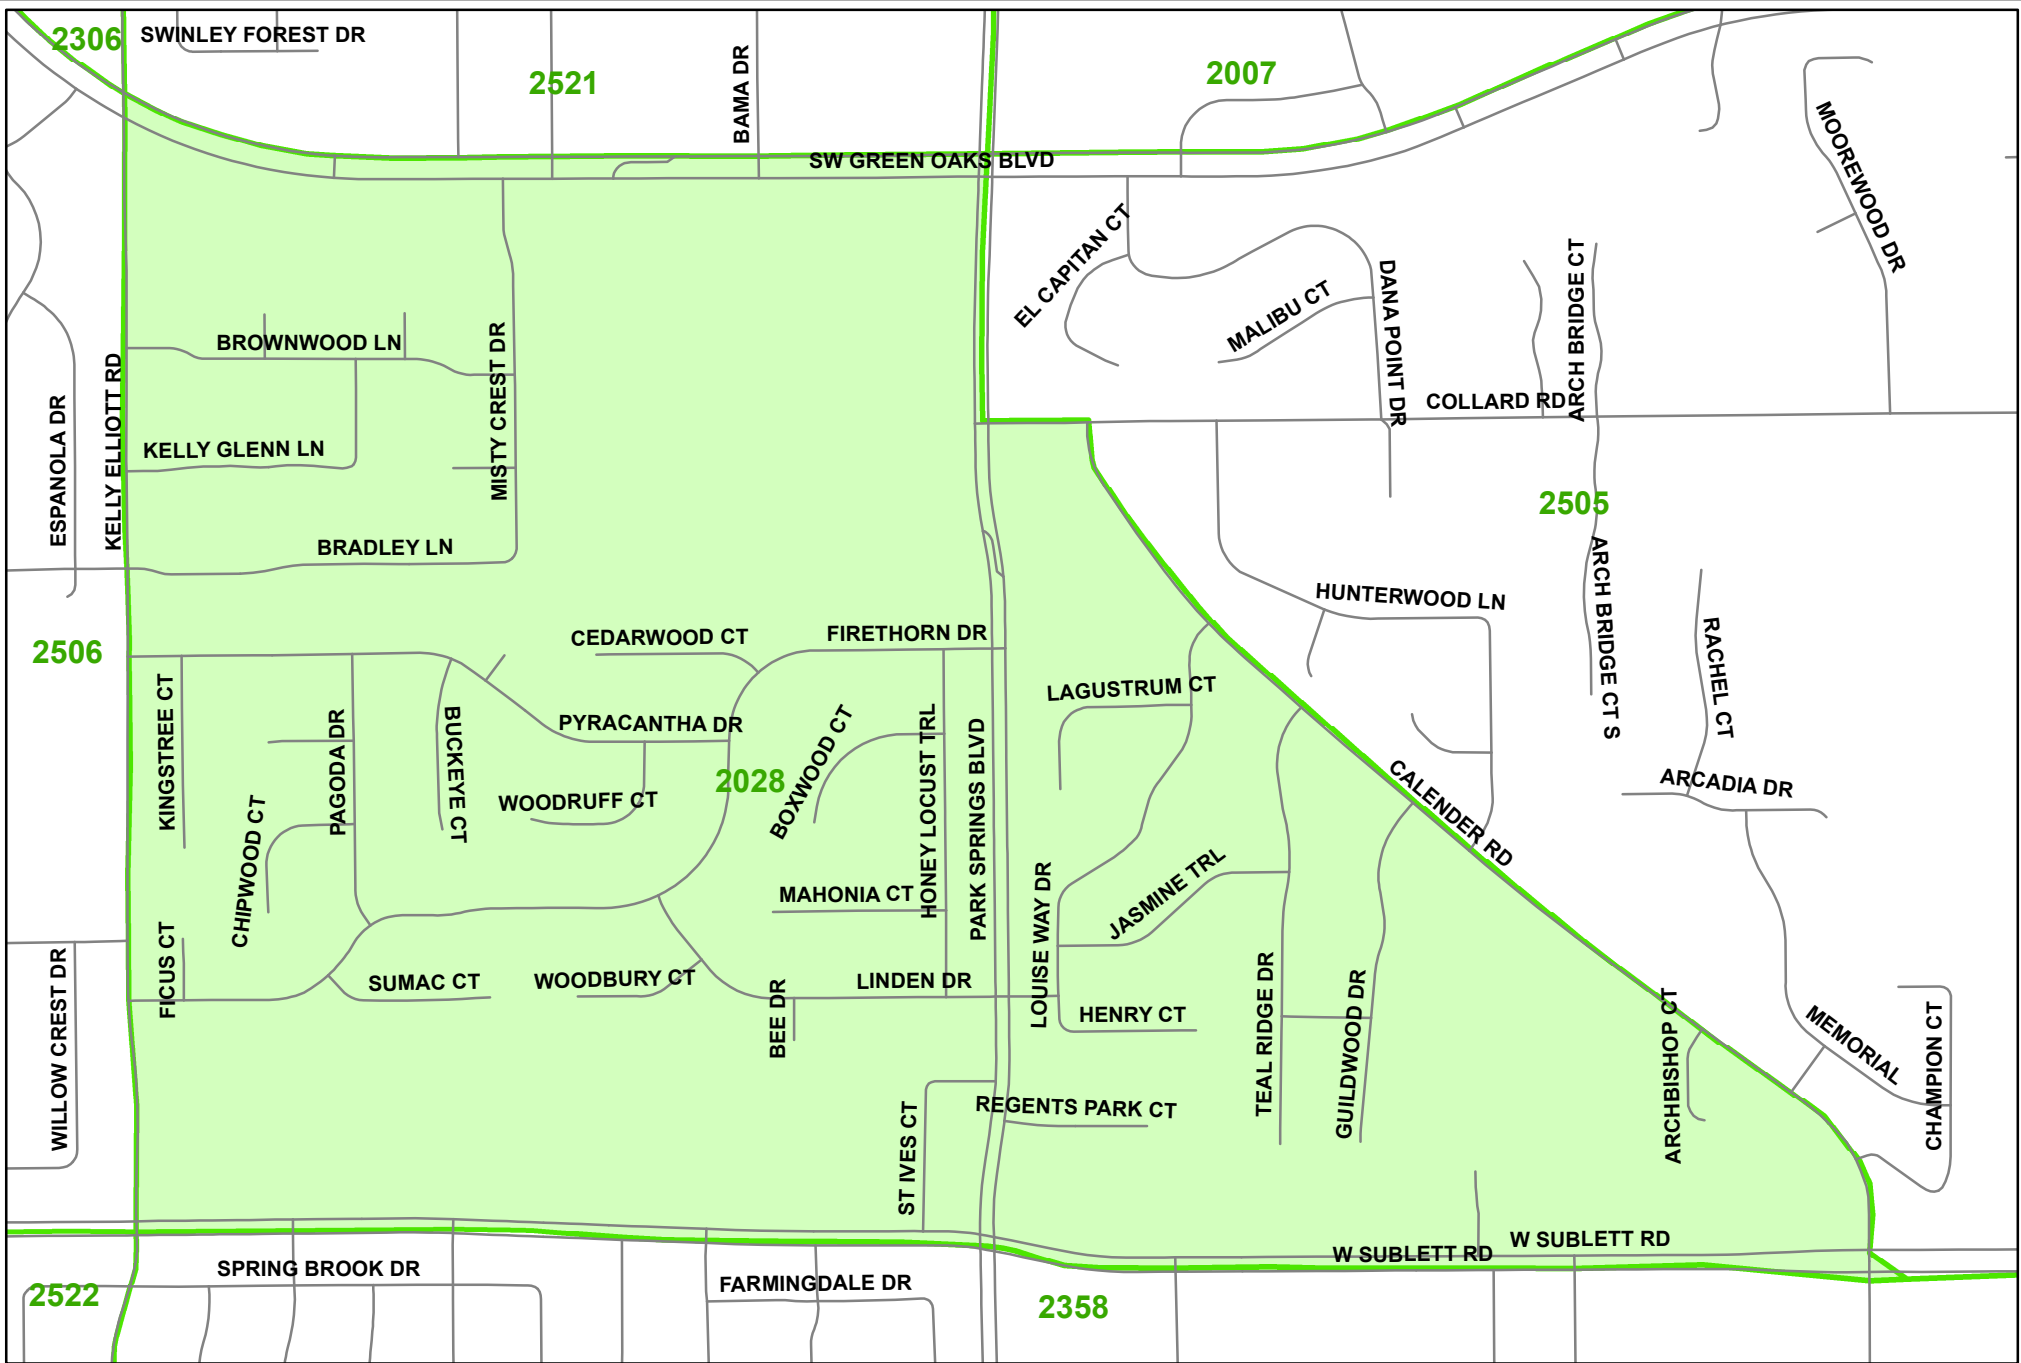 2306
SWINLEY FOREST DR
2521
BAMA DR
2007
SW GREEN OAKS BLVD
MOOREWOOD DR
EL CAPITAN CT
MALIBU CT
DANA POINT DR
ARCH BRIDGE CT
BROWNWOOD LN
MISTY CREST DR
KELLY ELLIOTT RD
ESPANOLA DR
COLLARD RD
KELLY GLENN LN
2505
BRADLEY LN
ARCH BRIDGE CT S
HUNTERWOOD LN
RACHEL CT
2506
CEDARWOOD CT
FIRETHORN DR
LAGUSTRUM CT
KINGSTREE CT
PAGODA DR
BUCKEYE CT
PYRACANTHA DR
BOXWOOD CT
HONEY LOCUST TRL
PARK SPRINGS BLVD
2028
WOODRUFF CT
CALENDER RD
ARCADIA DR
CHIPWOOD CT
MAHONIA CT
JASMINE TRL
LOUISE WAY DR
FICUS CT
WILLOW CREST DR
SUMAC CT
WOODBURY CT
LINDEN DR
BEE DR
HENRY CT
TEAL RIDGE DR
GUILDWOOD DR
ARCHBISHOP CT
MEMORIAL
CHAMPION CT
ST IVES CT
REGENTS PARK CT
W SUBLETT RD
W SUBLETT RD
SPRING BROOK DR
FARMINGDALE DR
2522
2358